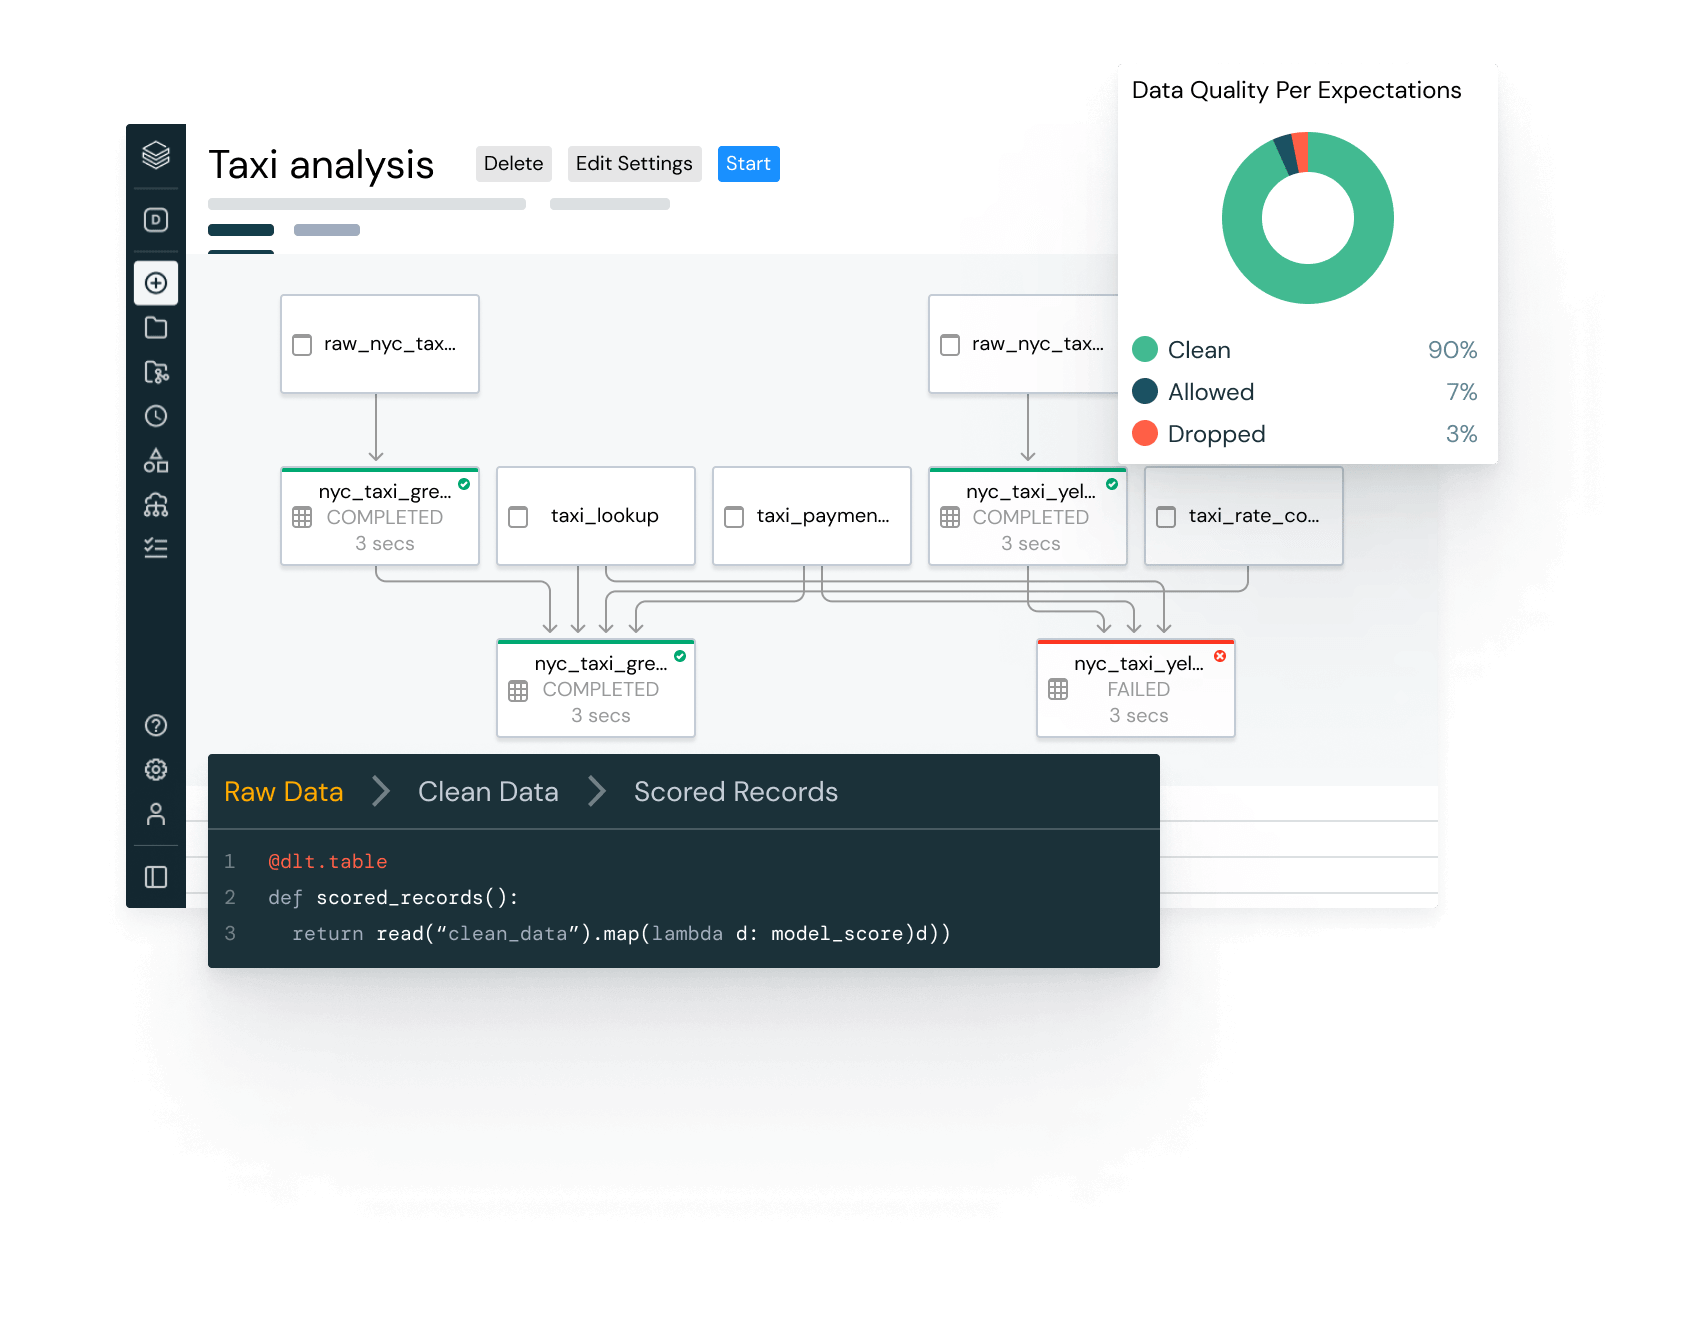 Data Quality Per Expectations
Clean 90%
Allowed 7%
Dropped 3%
Taxi analysis
Delete
Edit Settings
Start
D
raw_nyc_tax...
raw_nyc_tax...
nyc_taxi_gre...
COMPLETED
3 secs
taxi_lookup
taxi_paymen...
nyc_taxi_yel...
COMPLETED
3 secs
taxi_rate_co...
nyc_taxi_gre...
COMPLETED
3 secs
nyc_taxi_yel...
FAILED
3 secs
Raw Data > Clean Data > Scored Records
1 @dlt.table
2 def scored_records():
3 return read(“clean_data”).map(lambda d: model_score)d))